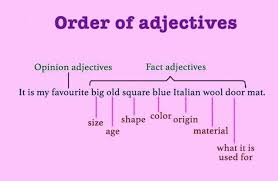 Order of adjectives
Opinion adjectives Fact adjectives
It is my favourite big old square blue Italian wool door mat.
size age shape color origin material what it is
used for